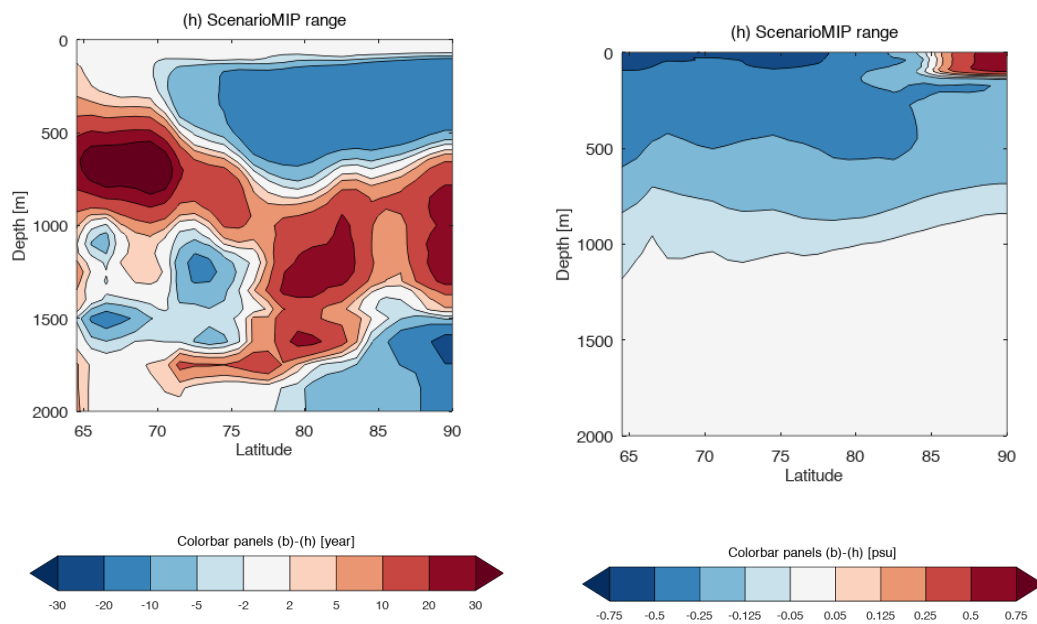 (h) ScenarioMIP range
0
500
1000
1500
2000
Depth [m]
65 70 75 80 85 90
Latitude
Colorbar panels (b)-(h) [year]
-30 -20 -10 -5 -2 2 5 10 20 30
(h) ScenarioMIP range
0
500
1000
1500
2000
Depth [m]
65 70 75 80 85 90
Latitude
Colorbar panels (b)-(h) [psu]
-0.75 -0.5 -0.25 -0.125 -0.05 0.05 0.125 0.25 0.5 0.75